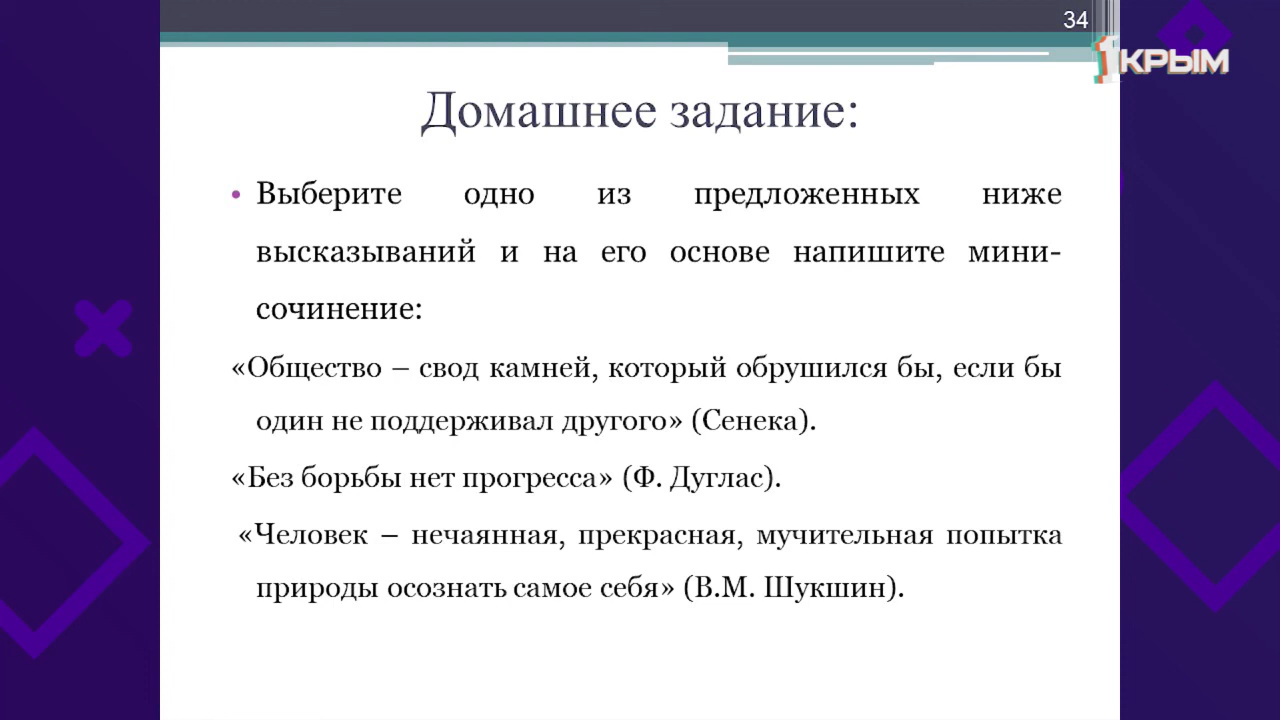 34
1 КРЫМ
Домашнее задание:
• Выберите одно из предложенных ниже
высказываний и на его основе напишите мини-
сочинение:
«Общество – свод камней, который обрушился бы, если бы
один не поддерживал другого» (Сенека).
«Без борьбы нет прогресса» (Ф. Дуглас).
«Человек – нечаянная, прекрасная, мучительная попытка
природы осознать самое себя» (В.М. Шукшин).